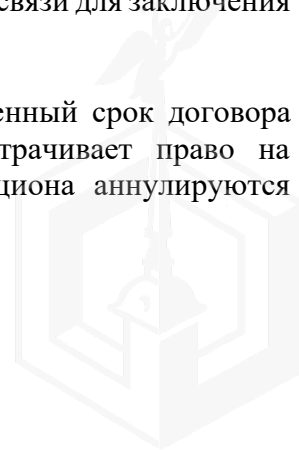 связи для заключения
енный срок договора
трачивает право на
циона аннулируются